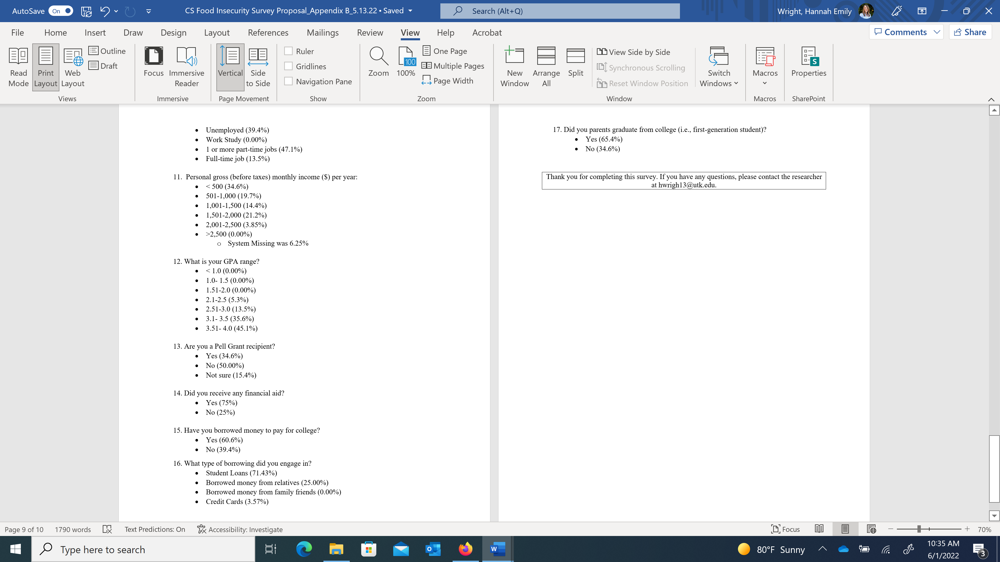 AutoSave On CS Food Insecurity Survey Proposal_Appendix B_5.13.22 • Saved Search (Alt+Q) Wright, Hannah Emily
File Home Insert Draw Design Layout References Mailings Review View Help Acrobat Comments Share
Read Mode
Print Layout
Web Layout
Outline
Draft
Views
Focus
Immersive Reader
Immersive
Vertical
Side to Side
Page Movement
Ruler
Gridlines
Navigation Pane
Show
Zoom
100
100%
One Page
Multiple Pages
Page Width
Zoom
New Window
Arrange All
Split
View Side by Side
Synchronous Scrolling
Reset Window Position
Switch Windows
Window
Macros
Macros
S
Properties
SharePoint
• Unemployed (39.4%)
• Work Study (0.00%)
• 1 or more part-time jobs (47.1%)
• Full-time job (13.5%)
11. Personal gross (before taxes) monthly income ($) per year:
• < 500 (34.6%)
• 501-1,000 (19.7%)
• 1,001-1,500 (14.4%)
• 1,501-2,000 (21.2%)
• 2,001-2,500 (3.85%)
• >2,500 (0.00%)
o System Missing was 6.25%
12. What is your GPA range?
• < 1.0 (0.00%)
• 1.0- 1.5 (0.00%)
• 1.51-2.0 (0.00%)
• 2.1-2.5 (5.3%)
• 2.51-3.0 (13.5%)
• 3.1- 3.5 (35.6%)
• 3.51- 4.0 (45.1%)
13. Are you a Pell Grant recipient?
• Yes (34.6%)
• No (50.00%)
• Not sure (15.4%)
14. Did you receive any financial aid?
• Yes (75%)
• No (25%)
15. Have you borrowed money to pay for college?
• Yes (60.6%)
• No (39.4%)
16. What type of borrowing did you engage in?
• Student Loans (71.43%)
• Borrowed money from relatives (25.00%)
• Borrowed money from family friends (0.00%)
• Credit Cards (3.57%)
17. Did you parents graduate from college (i.e., first-generation student)?
• Yes (65.4%)
• No (34.6%)
Thank you for completing this survey. If you have any questions, please contact the researcher
at hwrigh13@utk.edu.
Page 9 of 10 1790 words Text Predictions: On Accessibility: Investigate Focus 70%
Type here to search 80°F Sunny 10:35 AM
6/1/2022 3